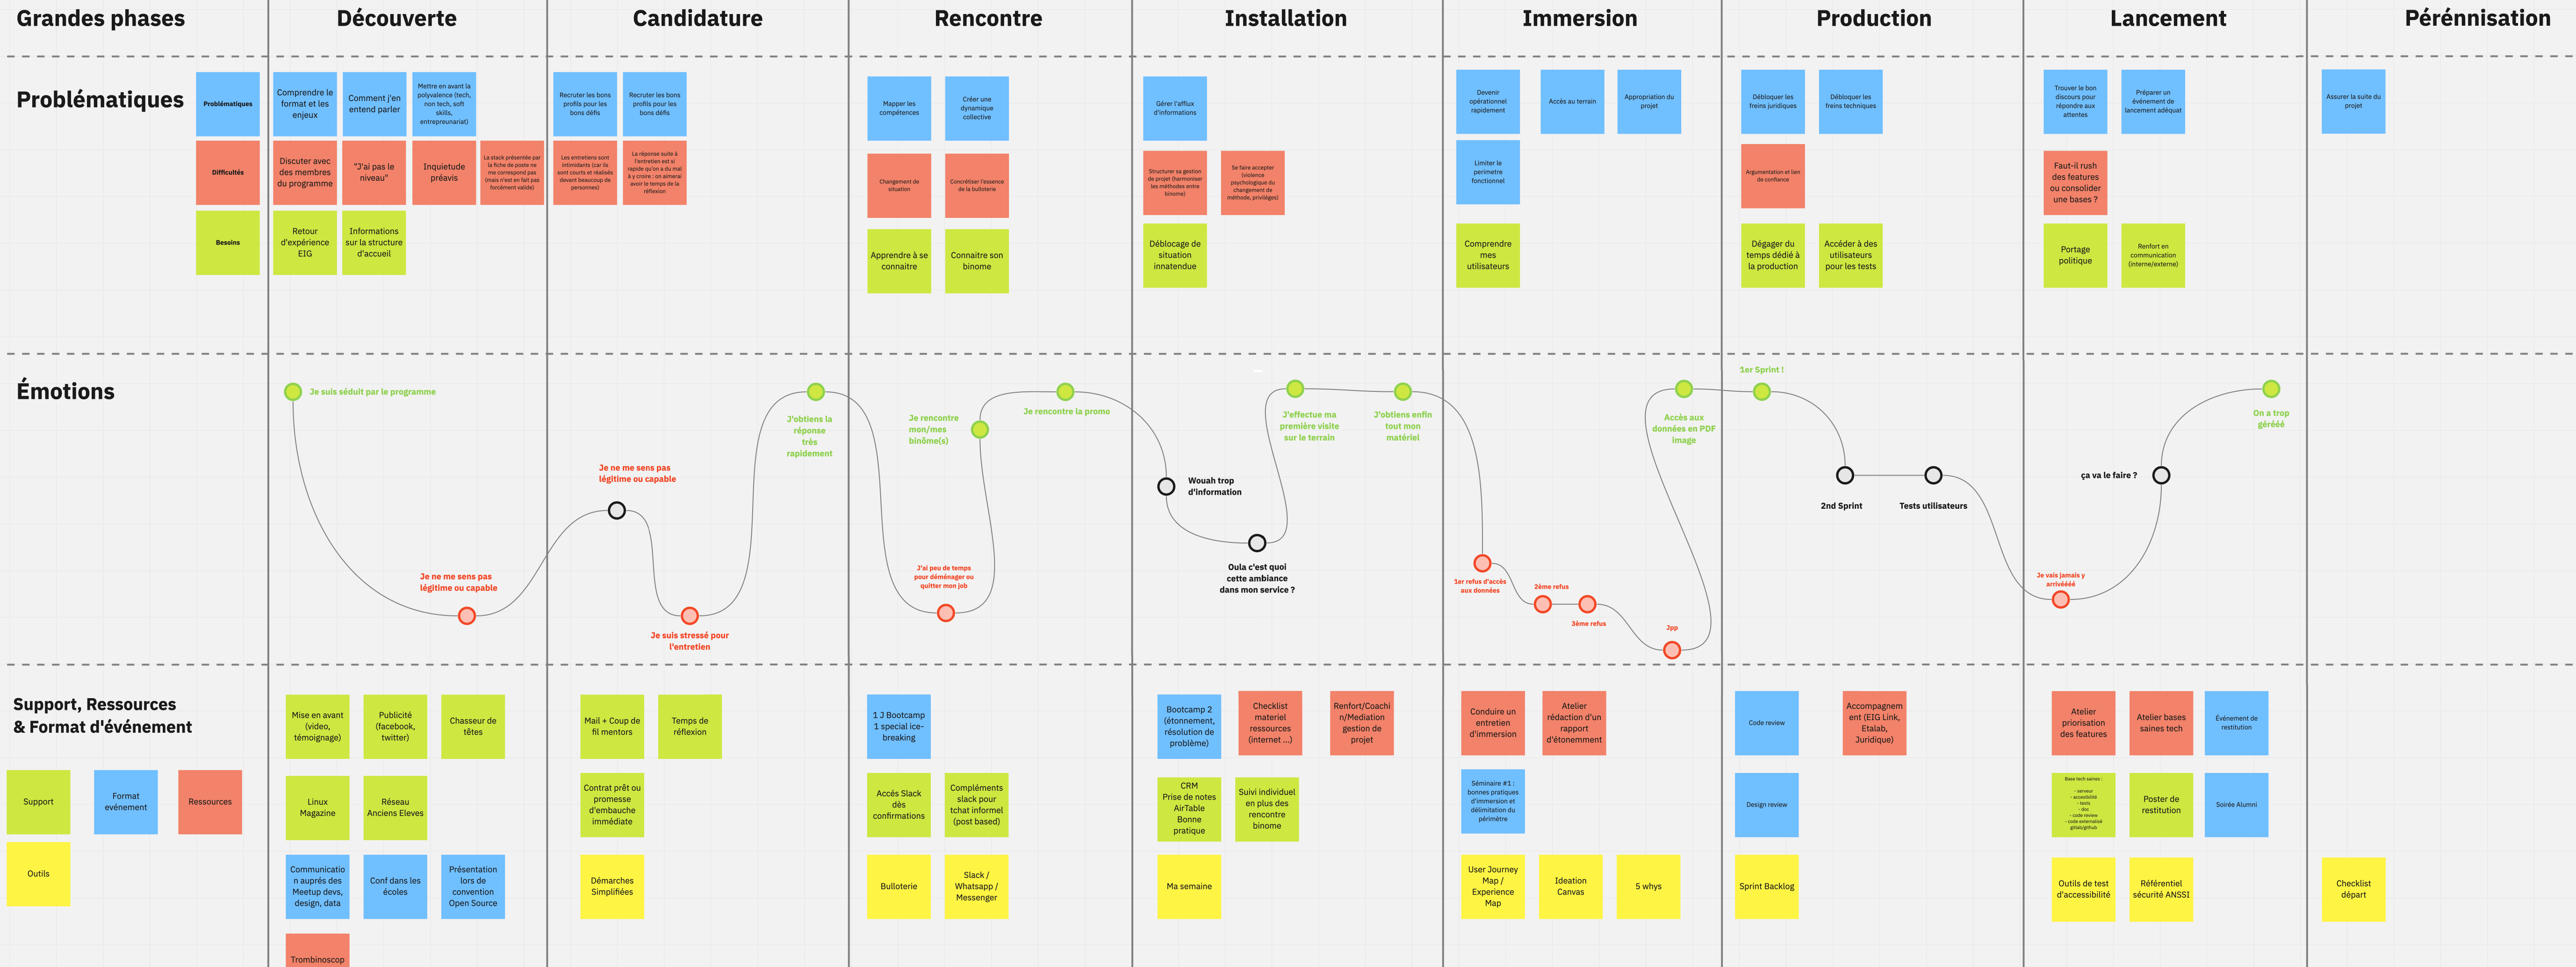 Grandes phases
Découverte
Candidature
Rencontre
Installation
Immersion
Production
Lancement
Pérénnisation
Problématiques
Problématiques
Difficultés
Besoins
Comprendre le
format et les
enjeux
Comment j'en
entend parler
Mettre en avant la
polyvalence (tech,
non tech, soft
skills,
entrepreunariat)
Discuter avec
des membres
du programme
"J'ai pas le
niveau"
Inquietude
préavis
La stack présentée par
la fiche de poste ne
me correspond pas
(mais n'est en fait pas
forcément valide)
Retour
d'expérience
EIG
Informations
sur la structure
d'accueil
Recruter les bons
profils pour les
bons défis
Recruter les bons
profils pour les
bons défis
Les entretiens sont
intimidants (car ils
sont courts et réalisés
devant beaucoup de
personnes)
La réponse suite à
l'entretien est si
rapide qu'on a du mal
à y croire : on aimerai
avoir le temps de la
réflexion
Mapper les
compétences
Créer une
dynamique
collective
Changement de
situation
Concrétiser l'essence
de la bulloterie
Apprendre à se
connaitre
Connaitre son
binome
Gérer l'afflux
d'informations
Structurer sa gestion
de projet (harmoniser
les méthodes entre
binome)
Se faire accepter
(violence
psychologique du
changement de
méthode, privilèges)
Déblocage de
situation
innatendue
Devenir
opérationnel
rapidement
Accès au terrain
Appropriation du
projet
Limiter le
perimetre
fonctionnel
Comprendre
mes
utilisateurs
Débloquer les
freins juridiques
Débloquer les
freins techniques
Argumentation et lien
de confiance
Dégager du
temps dédié à
la production
Accéder à des
utilisateurs
pour les tests
Trouver le bon
discours pour
répondre aux
attentes
Préparer un
événement de
lancement adéquat
Faut-il rush
des features
ou consolider
une bases ?
Portage
politique
Renfort en
communication
(interne/externe)
Assurer la suite du
projet
Émotions
Je suis séduit par le programme
Je ne me sens pas
légitime ou capable
Je ne me sens pas
légitime ou capable
Je suis stressé pour
l'entretien
J'obtiens la
réponse
très
rapidement
J'ai peu de temps
pour déménager ou
quitter mon job
Je rencontre
mon/mes
binôme(s)
Je rencontre la promo
Wouah trop
d'information
Oula c'est quoi
cette ambiance
dans mon service ?
J'effectue ma
première visite
sur le terrain
J'obtiens enfin
tout mon
matériel
1er refus d'accès
aux données
2ème refus
3ème refus
Jpp
Accès aux
données en PDF
image
1er Sprint !
2nd Sprint
Tests utilisateurs
Je vais jamais y
arrivéééé
ça va le faire ?
On a trop
géréééé
Support, Ressources
& Format d'événement
Support
Format
evénement
Ressources
Outils
Mise en avant
(video,
témoignage)
Publicité
(facebook,
twitter)
Chasseur de
têtes
Linux
Magazine
Réseau
Anciens Eleves
Communicatio
n auprés des
Meetup devs,
design, data
Conf dans les
écoles
Présentation
lors de
convention
Open Source
Trombinoscop
Mail + Coup de
fil mentors
Temps de
réflexion
Contrat prêt ou
promesse
d'embauche
immédiate
Démarches
Simplifiées
1 J Bootcamp
1 special ice-
breaking
Accés Slack
dès
confirmations
Compléments
slack pour
tchat informel
(post based)
Bulloterie
Slack /
Whatsapp /
Messenger
Bootcamp 2
(étonnement,
résolution de
problème)
Checklist
materiel
ressources
(internet ...)
Renfort/Coachi
n/Mediation
gestion de
projet
CRM
Prise de notes
AirTable
Bonne
pratique
Suivi individuel
en plus des
rencontre
binome
Ma semaine
Conduire un
entretien
d'immersion
Atelier
rédaction d'un
rapport
d'étonemment
Séminaire #1 :
bonnes pratiques
d'immersion et
délimitation du
périmètre
User Journey
Map /
Experience
Map
Ideation
Canvas
5 whys
Code review
Accompagnem
ent (EIG Link,
Etalab,
Juridique)
Design review
Sprint Backlog
Atelier
priorisation
des features
Atelier bases
saines tech
Événement de
restitution
Base tech saines :
- serveur
- accesibilité
- tests
- doc
- code review
- code externalisé
gitlab/github
Poster de
restitution
Soirée Alumni
Outils de test
d'accessibilité
Référentiel
sécurité ANSSI
Checklist
départ